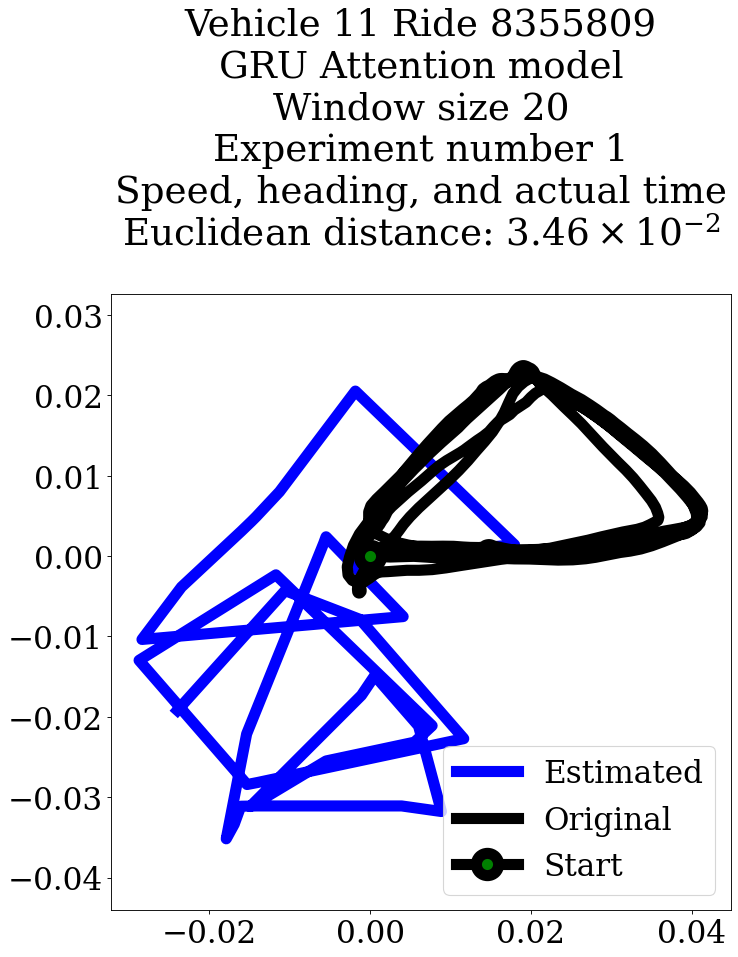 Vehicle 11 Ride 8355809
GRU Attention model
Window size 20
Experiment number 1
Speed, heading, and actual time
Euclidean distance: 3.46 × 10⁻²
0.03
0.02
0.01
0.00
−0.01
−0.02
−0.03
−0.04
Estimated
Original
Start
−0.02 0.00 0.02 0.04